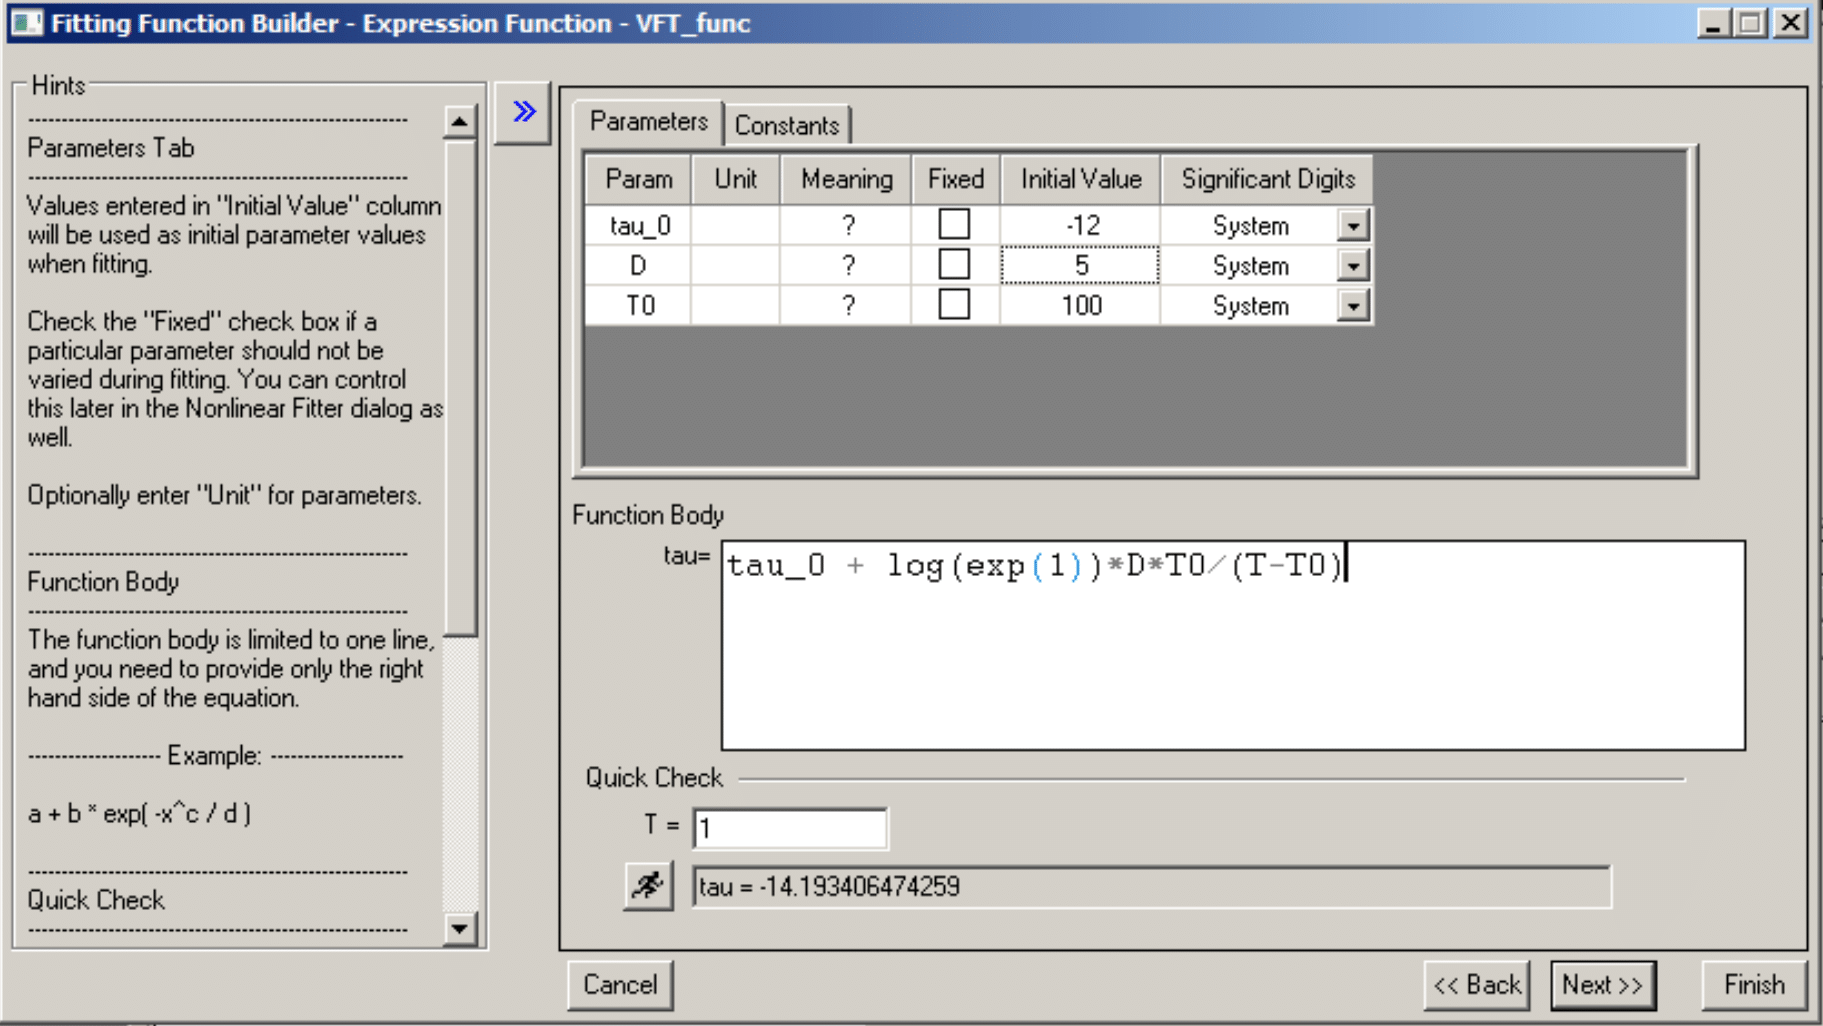 Fitting Function Builder - Expression Function - VFT_func
Hints
Parameters Tab
Values entered in "Initial Value" column
will be used as initial parameter values
when fitting.
Check the "Fixed" check box if a
particular parameter should not be
varied during fitting. You can control
this later in the Nonlinear Fitter dialog as
well.
Optionally enter "Unit" for parameters.
Function Body
The function body is limited to one line,
and you need to provide only the right
hand side of the equation.
------------------- Example: -------------------
a + b * exp( -x^c / d )
Quick Check
»
Parameters Constants
Param Unit Meaning Fixed Initial Value Significant Digits
tau_0 ? -12 System
D ? 5 System
T0 ? 100 System
Function Body
tau= tau_0 + log(exp(1))*D*T0/(T-T0)
Quick Check
T = 1
tau = -14.193406474259
Cancel << Back Next >> Finish